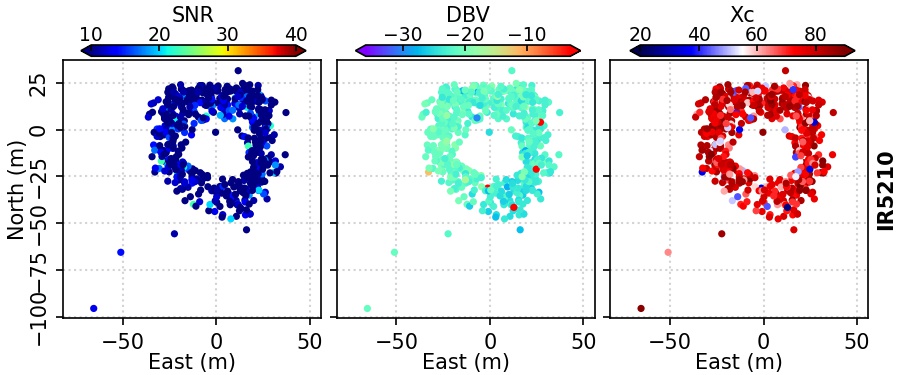 SNR DBV Xc
10 20 30 40 −30 −20 −10 20 40 60 80
25
0
−25
−50
−75
−100
North (m)
IR5210
−50 0 50 −50 0 50 −50 0 50
East (m) East (m) East (m)